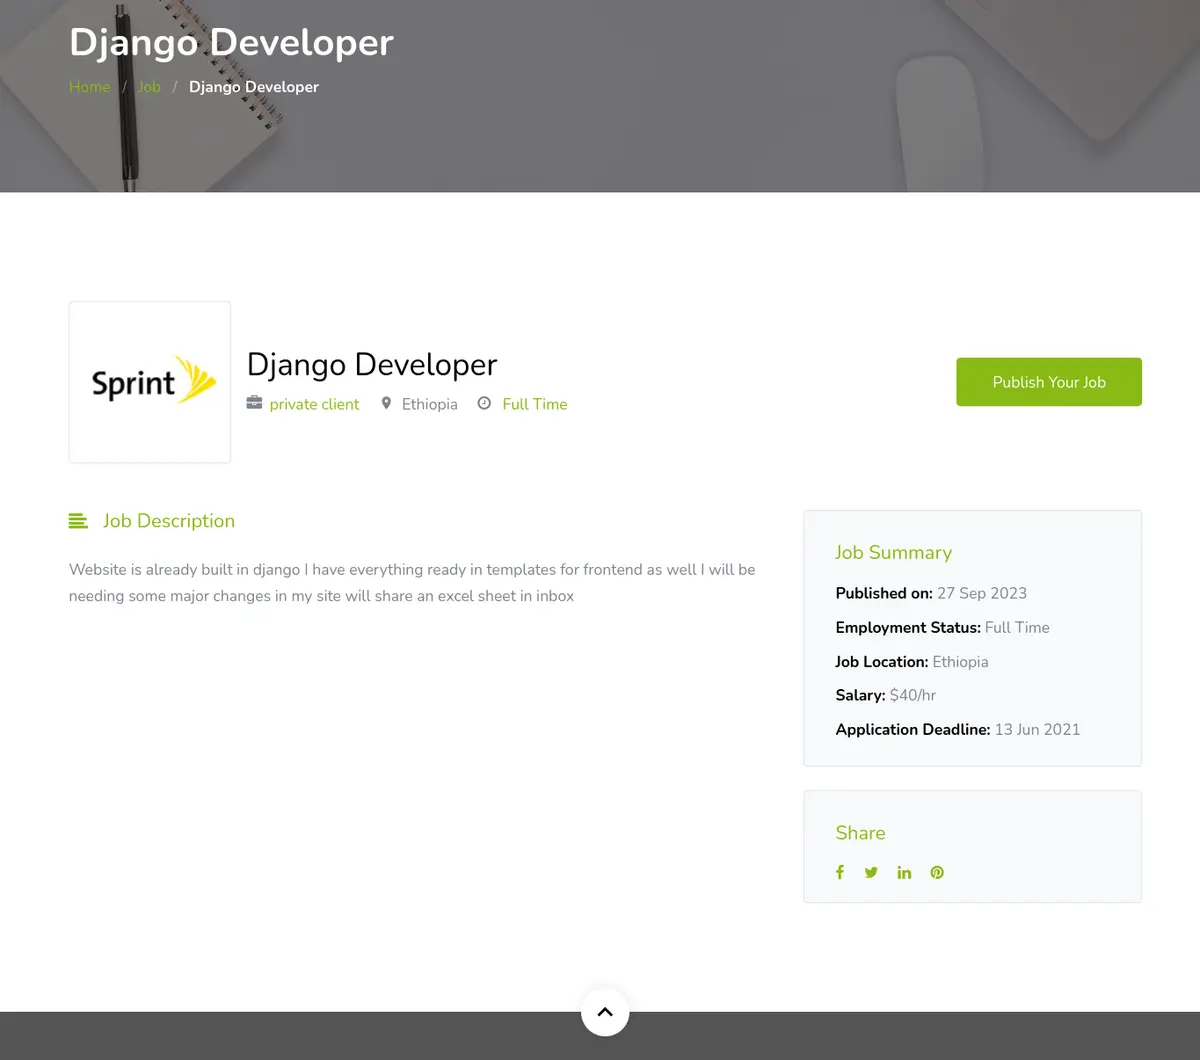 Django Developer
Home / Job / Django Developer
Sprint
Django Developer
private client Ethiopia Full Time
Publish Your Job
Job Description
Website is already built in django I have everything ready in templates for frontend as well I will be
needing some major changes in my site will share an excel sheet in inbox
Job Summary
Published on: 27 Sep 2023
Employment Status: Full Time
Job Location: Ethiopia
Salary: $40/hr
Application Deadline: 13 Jun 2021
Share